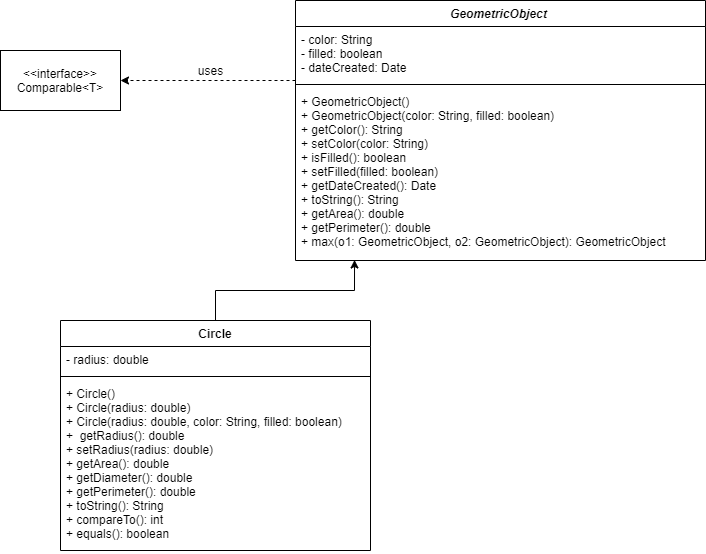 GeometricObject
- color: String
- filled: boolean
- dateCreated: Date
+ GeometricObject()
+ GeometricObject(color: String, filled: boolean)
+ getColor(): String
+ setColor(color: String)
+ isFilled(): boolean
+ setFilled(filled: boolean)
+ getDateCreated(): Date
+ toString(): String
+ getArea(): double
+ getPerimeter(): double
+ max(o1: GeometricObject, o2: GeometricObject): GeometricObject
<<interface>>
Comparable<T>
uses
Circle
- radius: double
+ Circle()
+ Circle(radius: double)
+ Circle(radius: double, color: String, filled: boolean)
+  getRadius(): double
+ setRadius(radius: double)
+ getArea(): double
+ getDiameter(): double
+ getPerimeter(): double
+ toString(): String
+ compareTo(): int
+ equals(): boolean